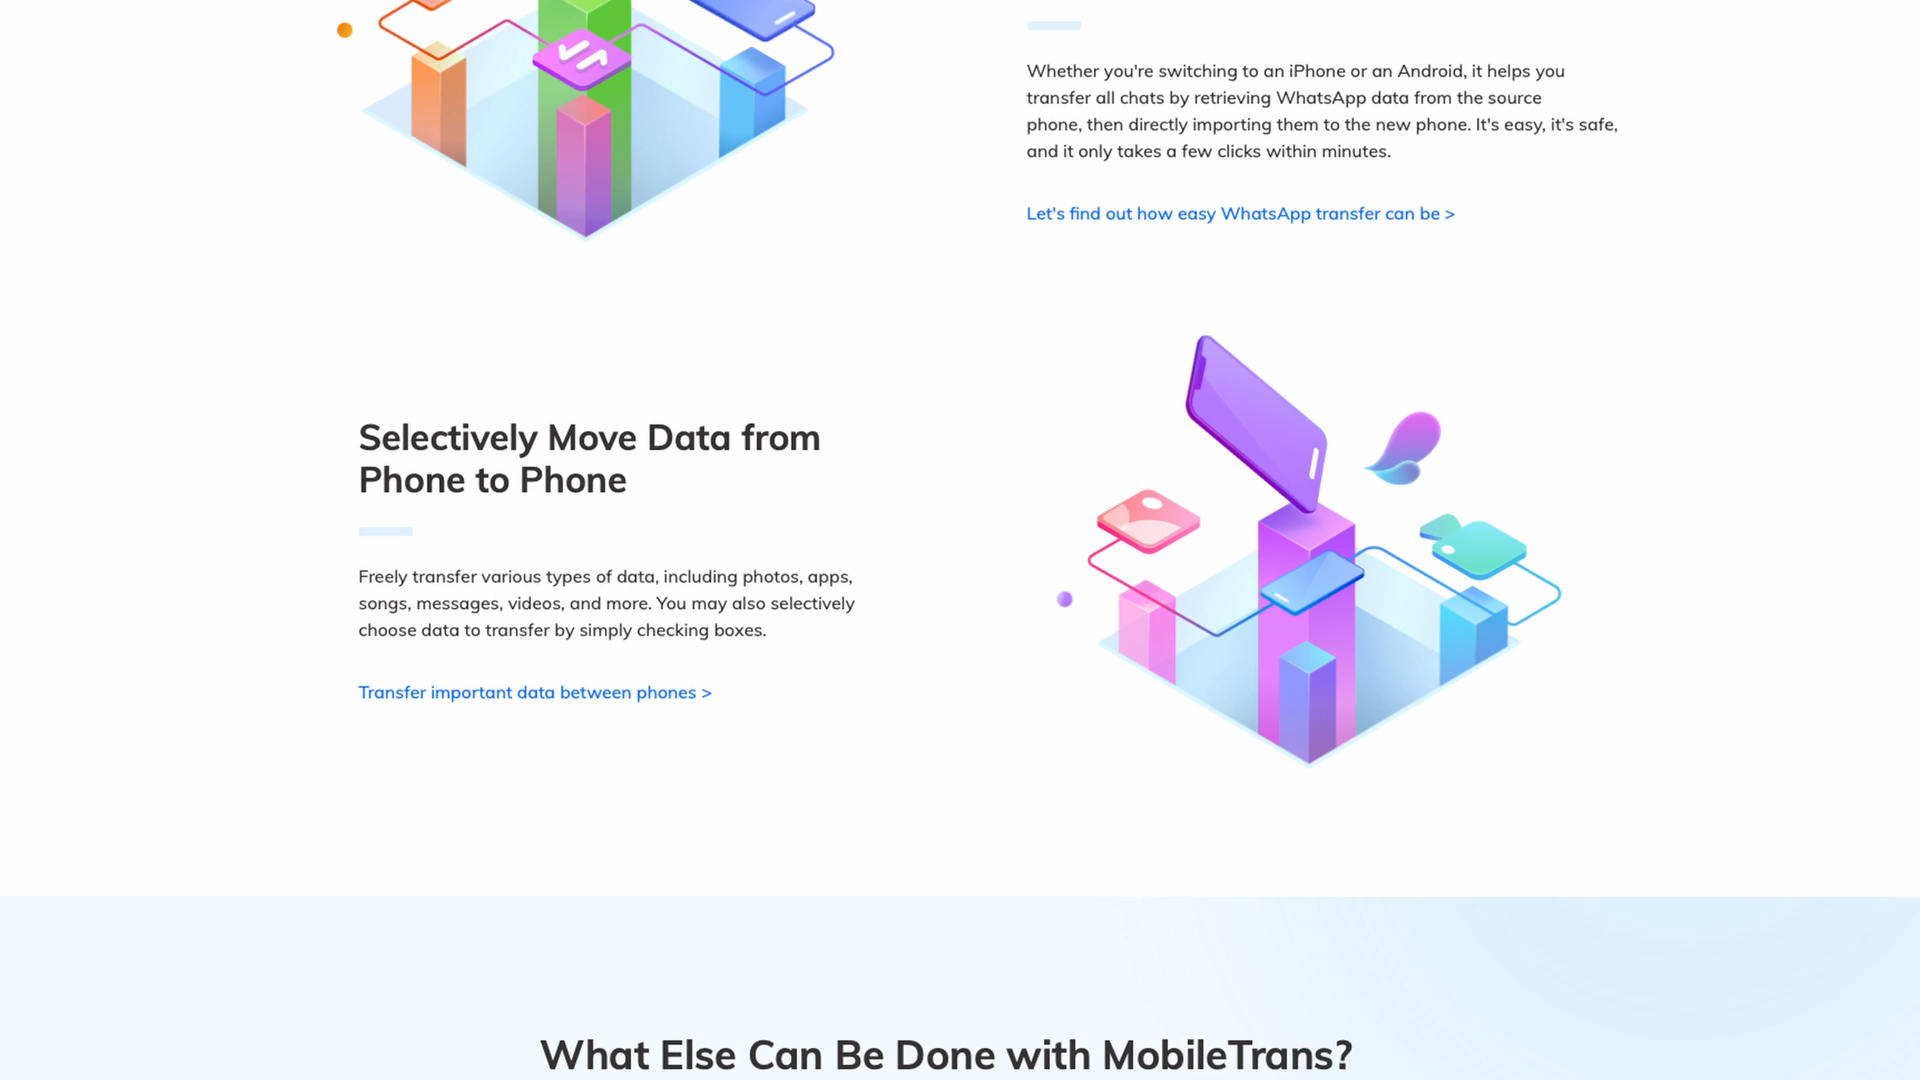 Whether you're switching to an iPhone or an Android, it helps you
transfer all chats by retrieving WhatsApp data from the source
phone, then directly importing them to the new phone. It's easy, it's safe,
and it only takes a few clicks within minutes.
Let's find out how easy WhatsApp transfer can be >
Selectively Move Data from
Phone to Phone
Freely transfer various types of data, including photos, apps,
songs, messages, videos, and more. You may also selectively
choose data to transfer by simply checking boxes.
Transfer important data between phones >
What Else Can Be Done with MobileTrans?